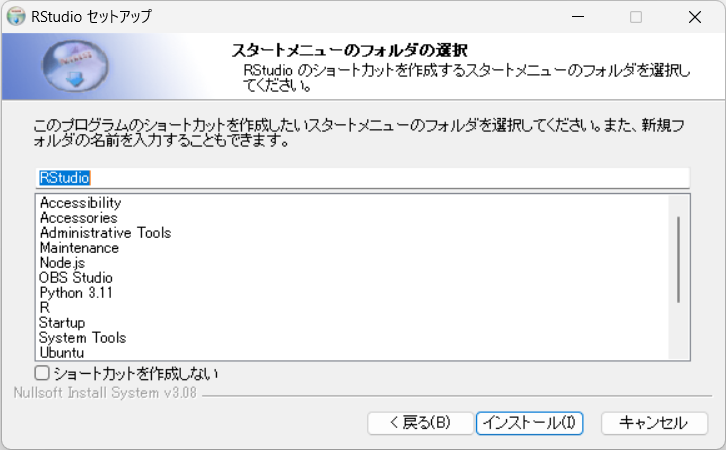 RStudio セットアップ
スタートメニューのフォルダの選択
RStudio のショートカットを作成するスタートメニューのフォルダを選択し
てください。
このプログラムのショートカットを作成したいスタートメニューのフォルダを選択してください。また、新規フ
ォルダの名前を入力することもできます。
RStudio
Accessibility
Accessories
Administrative Tools
Maintenance
Node.js
OBS Studio
Python 3.11
R
Startup
System Tools
Ubuntu
ショートカットを作成しない
Nullsoft Install System v3.08
< 戻る(B)
インストール(I)
キャンセル